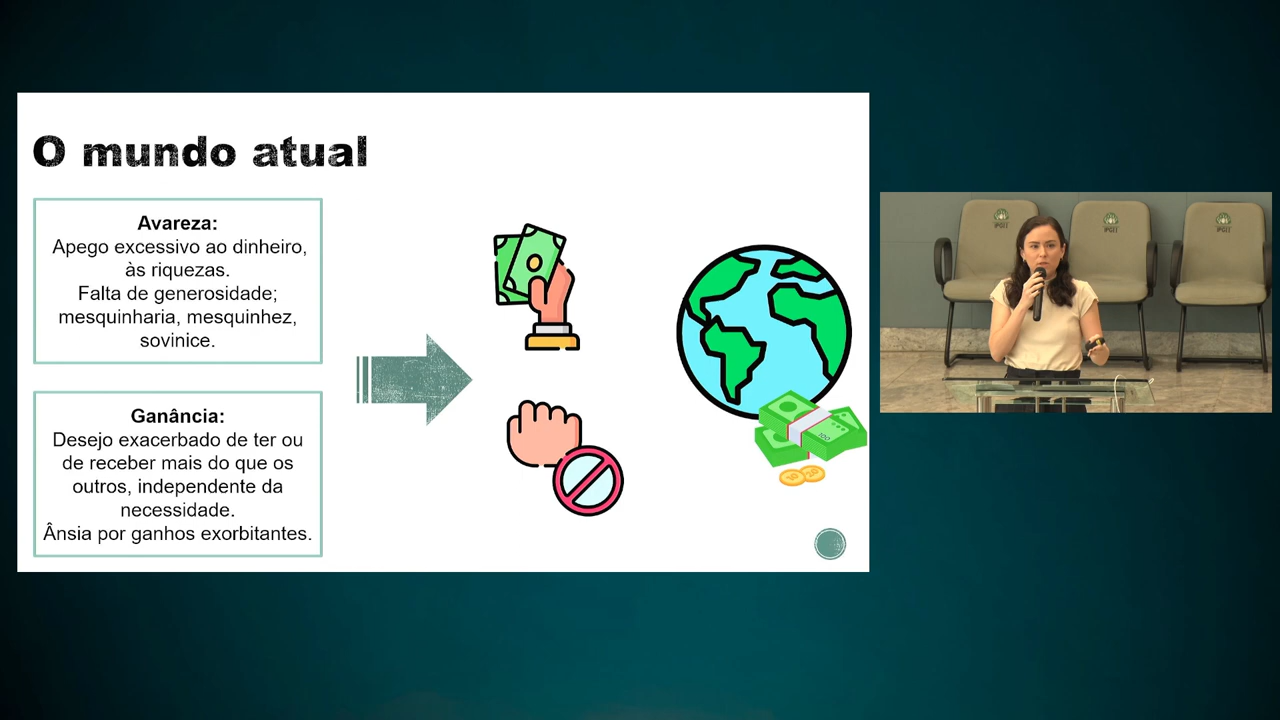 O mundo atual
Avareza:
Apego excessivo ao dinheiro,
às riquezas.
Falta de generosidade;
mesquinharia, mesquinhez,
sovinice.
Ganância:
Desejo exacerbado de ter ou
de receber mais do que os
outros, independente da
necessidade.
Ânsia por ganhos exorbitantes.
100